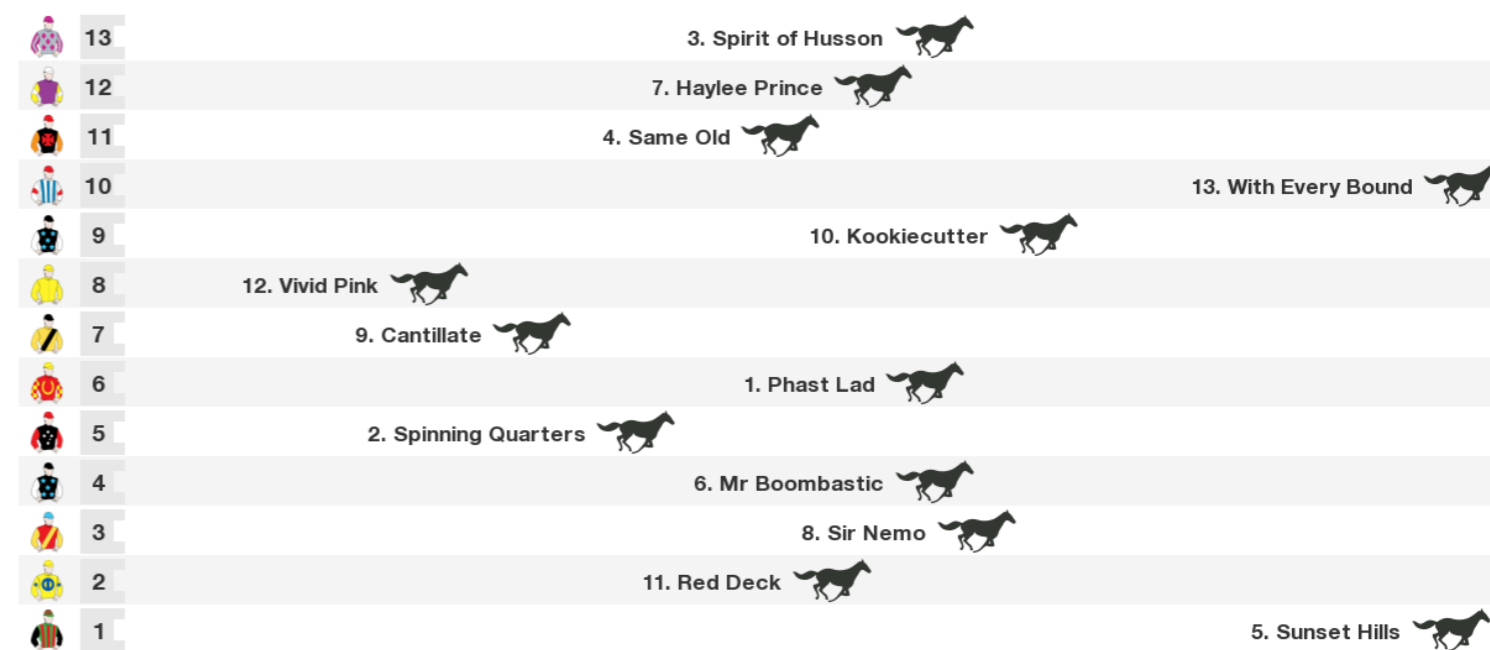 13 3. Spirit of Husson
12 7. Haylee Prince
11 4. Same Old
10 13. With Every Bound
9 10. Kookiecutter
8 12. Vivid Pink
7 9. Cantillate
6 1. Phast Lad
5 2. Spinning Quarters
4 6. Mr Boombastic
3 8. Sir Nemo
2 11. Red Deck
1 5. Sunset Hills